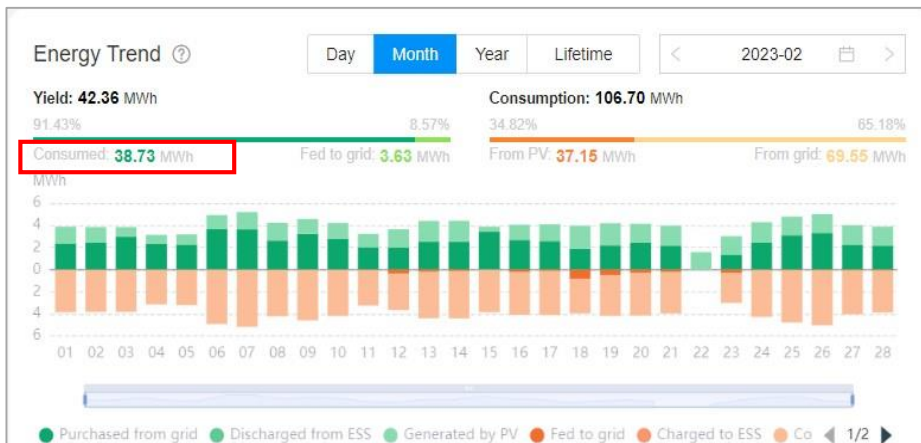 Energy Trend ?
Day Month Year Lifetime < 2023-02 >
Yield: 42.36 MWh Consumption: 106.70 MWh
91.43% 8.57% 34.82% 65.18%
Consumed: 38.73 MWh Fed to grid: 3.63 MWh From PV: 37.15 MWh From grid: 69.55 MWh
MWh
6
4
2
0
2
4
6
01 02 03 04 05 06 07 08 09 10 11 12 13 14 15 16 17 18 19 20 21 22 23 24 25 26 27 28
Purchased from grid Discharged from ESS Generated by PV Fed to grid Charged to ESS Co 1/2